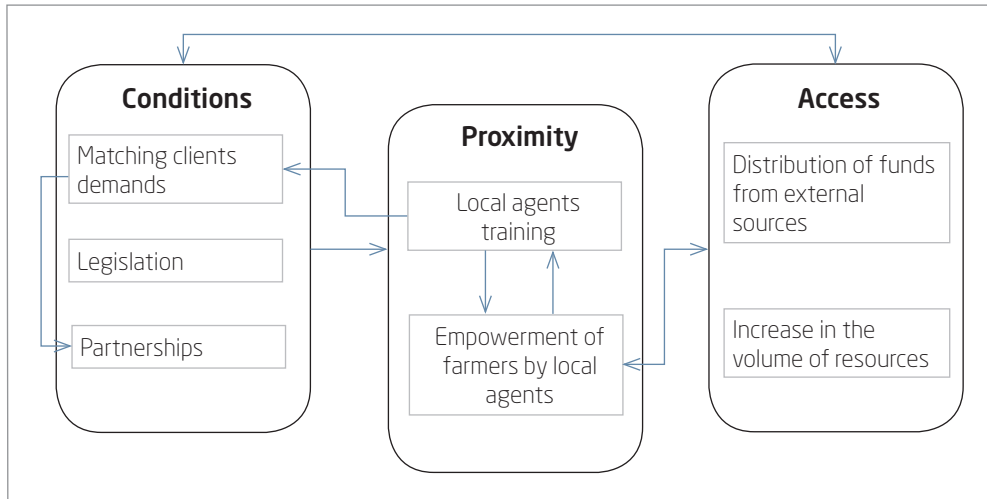 Conditions
Matching clients
demands
Legislation
Partnerships
Proximity
Local agents
training
Empowerment of
farmers by local
agents
Access
Distribution of funds
from external
sources
Increase in the
volume of resources